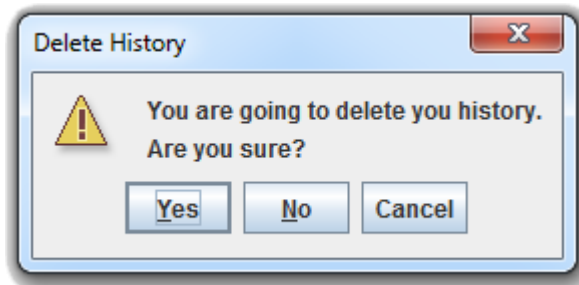 Delete History
You are going to delete you history.
Are you sure?
Yes No Cancel